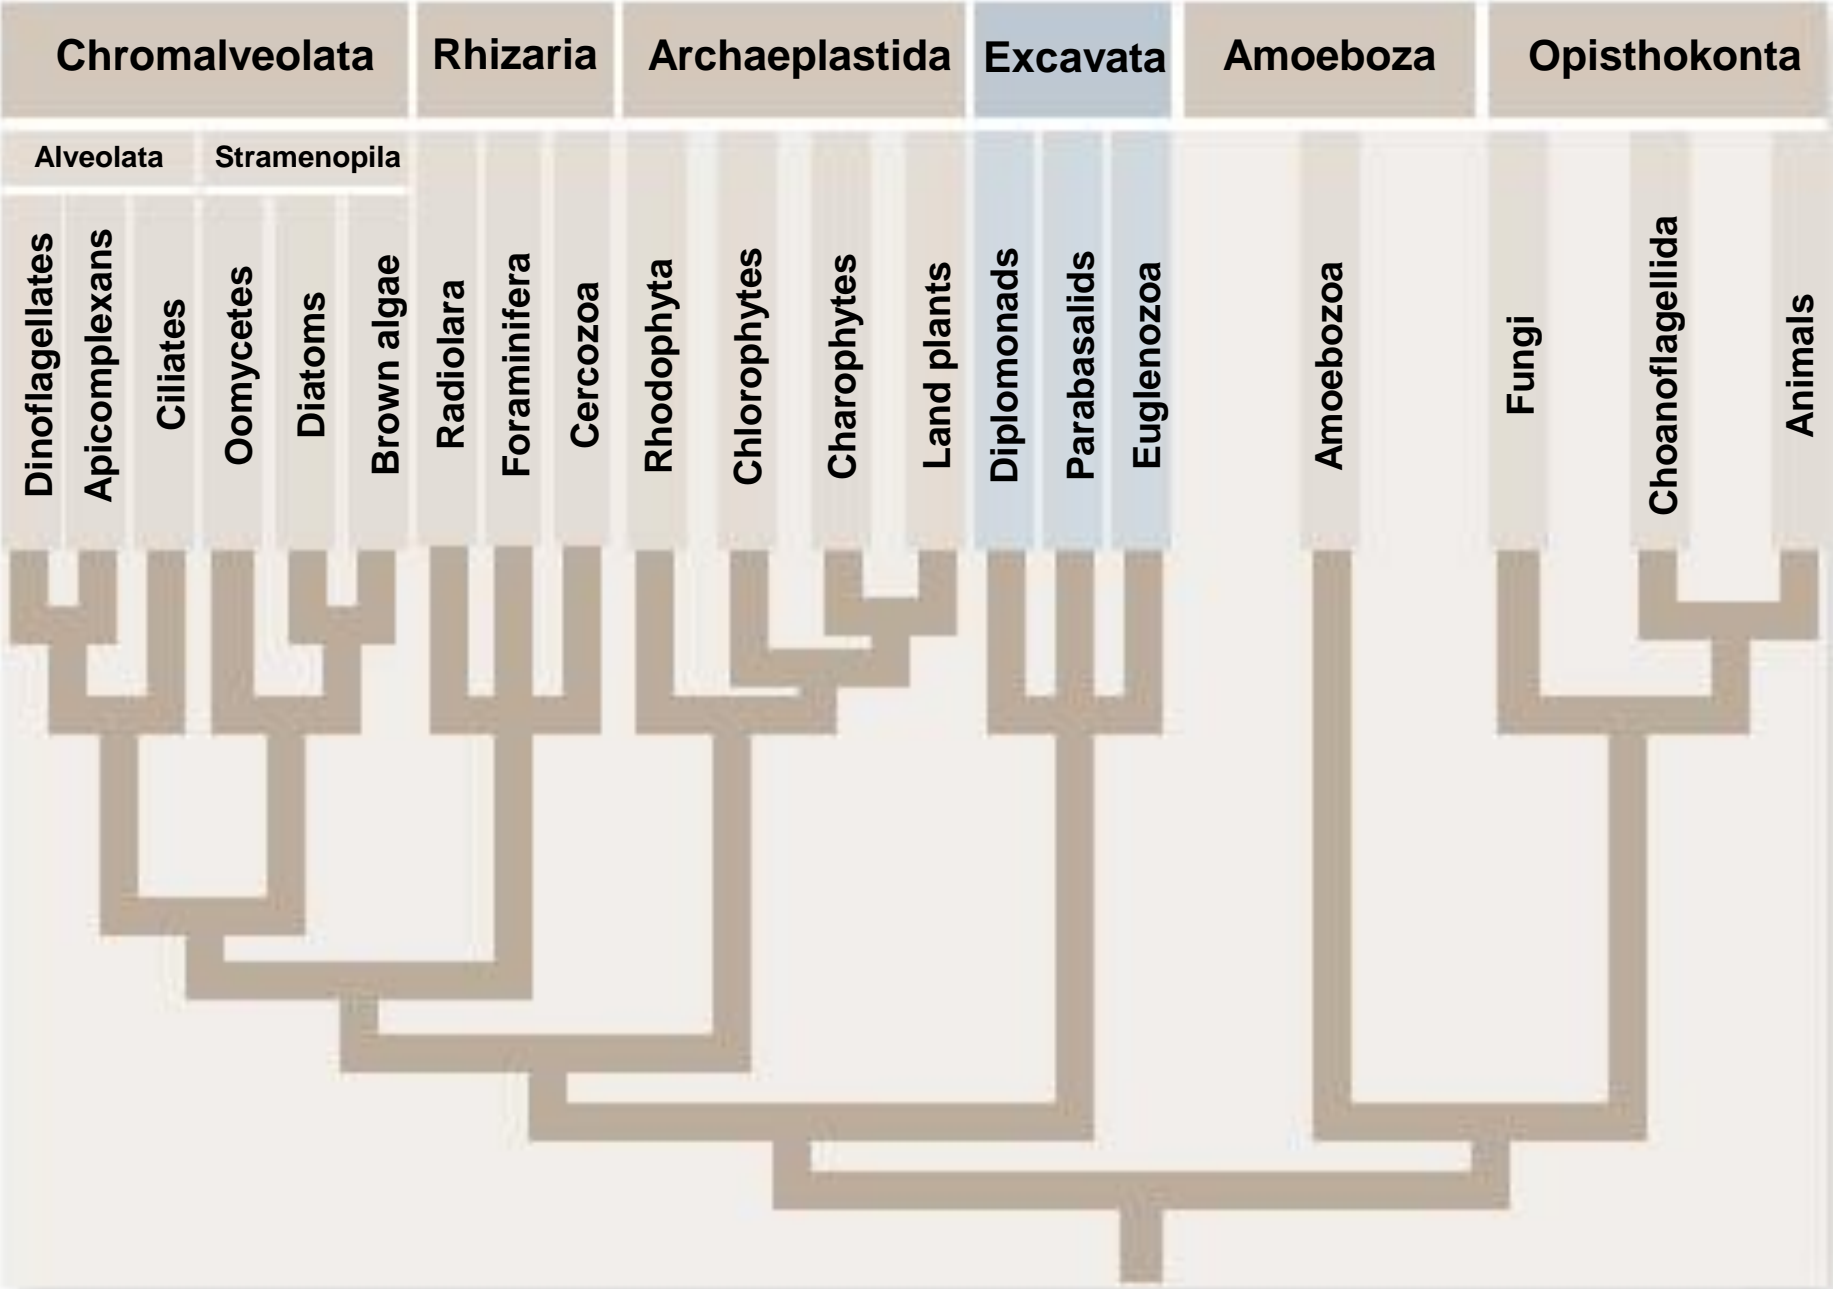 Chromalveolata
Rhizaria
Archaeplastida
Excavata
Amoeboza
Opisthokonta
Alveolata
Stramenopila
Dinoflagellates
Apicomplexans
Ciliates
Oomycetes
Diatoms
Brown algae
Radiolara
Foraminifera
Cercozoa
Rhodophyta
Chlorophytes
Charophytes
Land plants
Diplomonads
Parabasalids
Euglenozoa
Amoebozoa
Fungi
Choanoflagellida
Animals